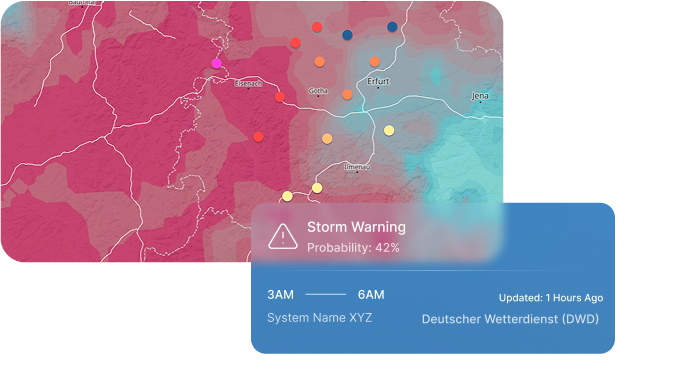 Eisenach
Gotha
Erfurt
Jena
Ilmenau
Storm Warning
Probability: 42%
3AM
6AM
Updated: 1 Hours Ago
System Name XYZ
Deutscher Wetterdienst (DWD)